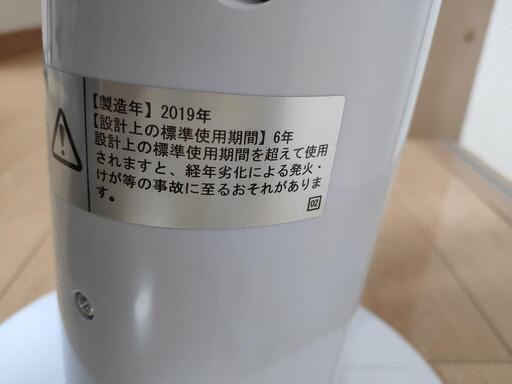 【製造年】2019年
【設計上の標準使用期間】6年
設計上の標準使用期間を超えて使用
されますと、経年劣化による発火・
けが等の事故に至るおそれがありま
す。
02